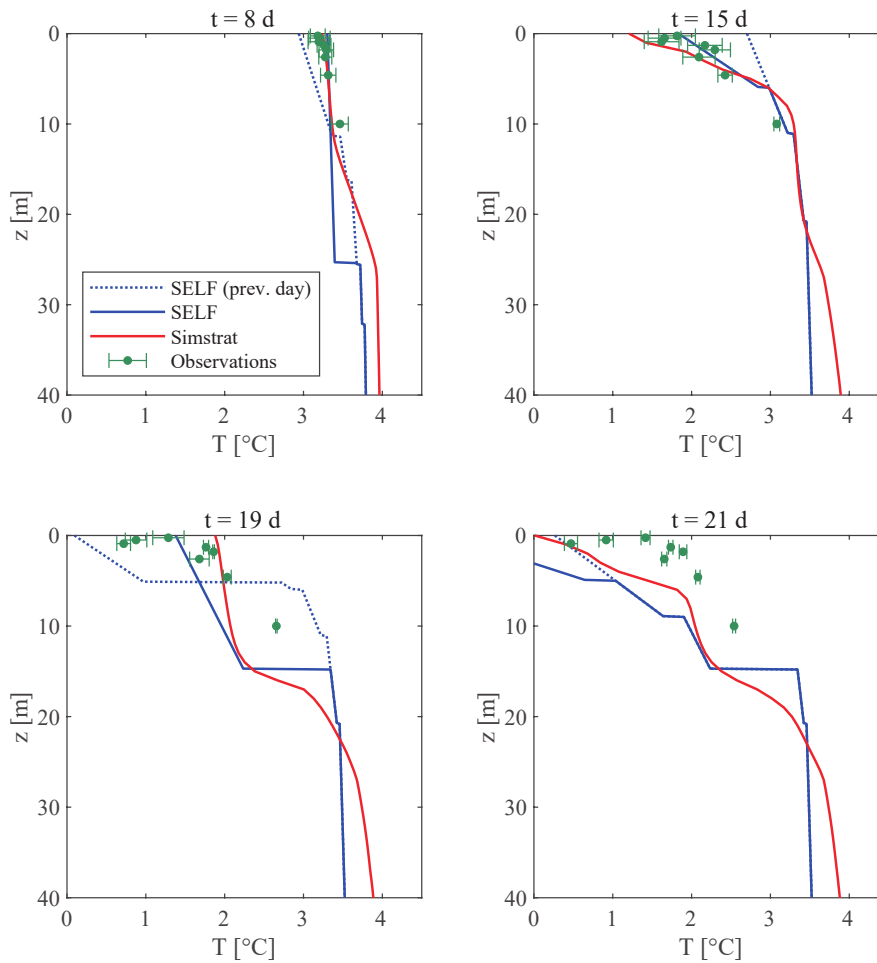 t = 8 d
t = 15 d
0
10
20
30
40
z [m]
SELF (prev. day)
SELF
Simstrat
Observations
0 1 2 3 4
T [°C]
0
10
20
30
40
z [m]
0 1 2 3 4
T [°C]
t = 19 d
t = 21 d
0
10
20
30
40
z [m]
0 1 2 3 4
T [°C]
0
10
20
30
40
z [m]
0 1 2 3 4
T [°C]